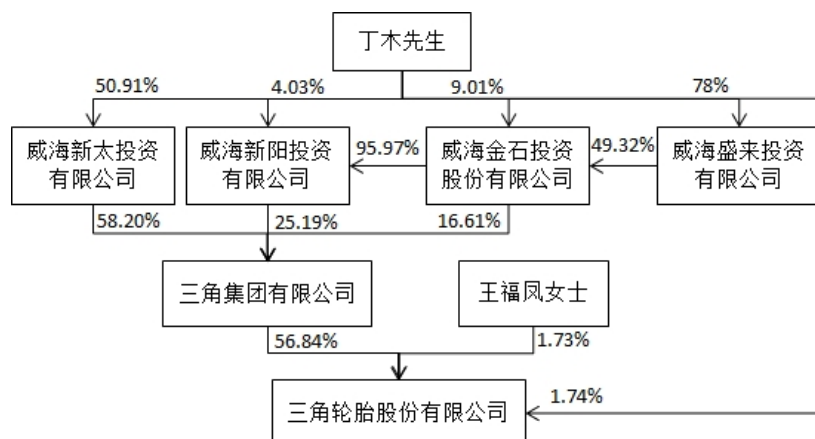 丁木先生
50.91%
4.03%
9.01%
78%
威海新太投资
有限公司
威海新阳投资
有限公司
95.97%
威海金石投资
股份有限公司
49.32%
威海盛来投资
有限公司
58.20%
25.19%
16.61%
三角集团有限公司
王福凤女士
56.84%
1.73%
三角轮胎股份有限公司
1.74%